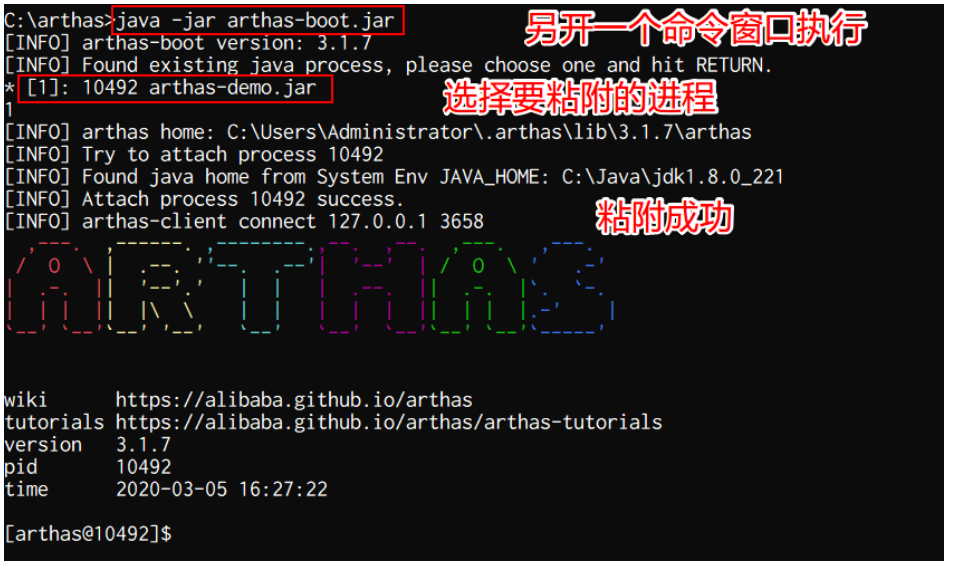 C:\arthas>java -jar arthas-boot.jar
另开一个命令窗口执行
[INFO] arthas-boot version: 3.1.7
[INFO] Found existing java process, please choose one and hit RETURN.
* [1]: 10492 arthas-demo.jar
选择要粘附的进程
1
[INFO] arthas home: C:\Users\Administrator\.arthas\lib\3.1.7\arthas
[INFO] Try to attach process 10492
[INFO] Found java home from System Env JAVA_HOME: C:\Java\jdk1.8.0_221
[INFO] Attach process 10492 success.
[INFO] arthas-client connect 127.0.0.1 3658
粘附成功
ARTHAS
wiki https://alibaba.github.io/arthas
tutorials https://alibaba.github.io/arthas/arthas-tutorials
version 3.1.7
pid 10492
time 2020-03-05 16:27:22
[arthas@10492]$